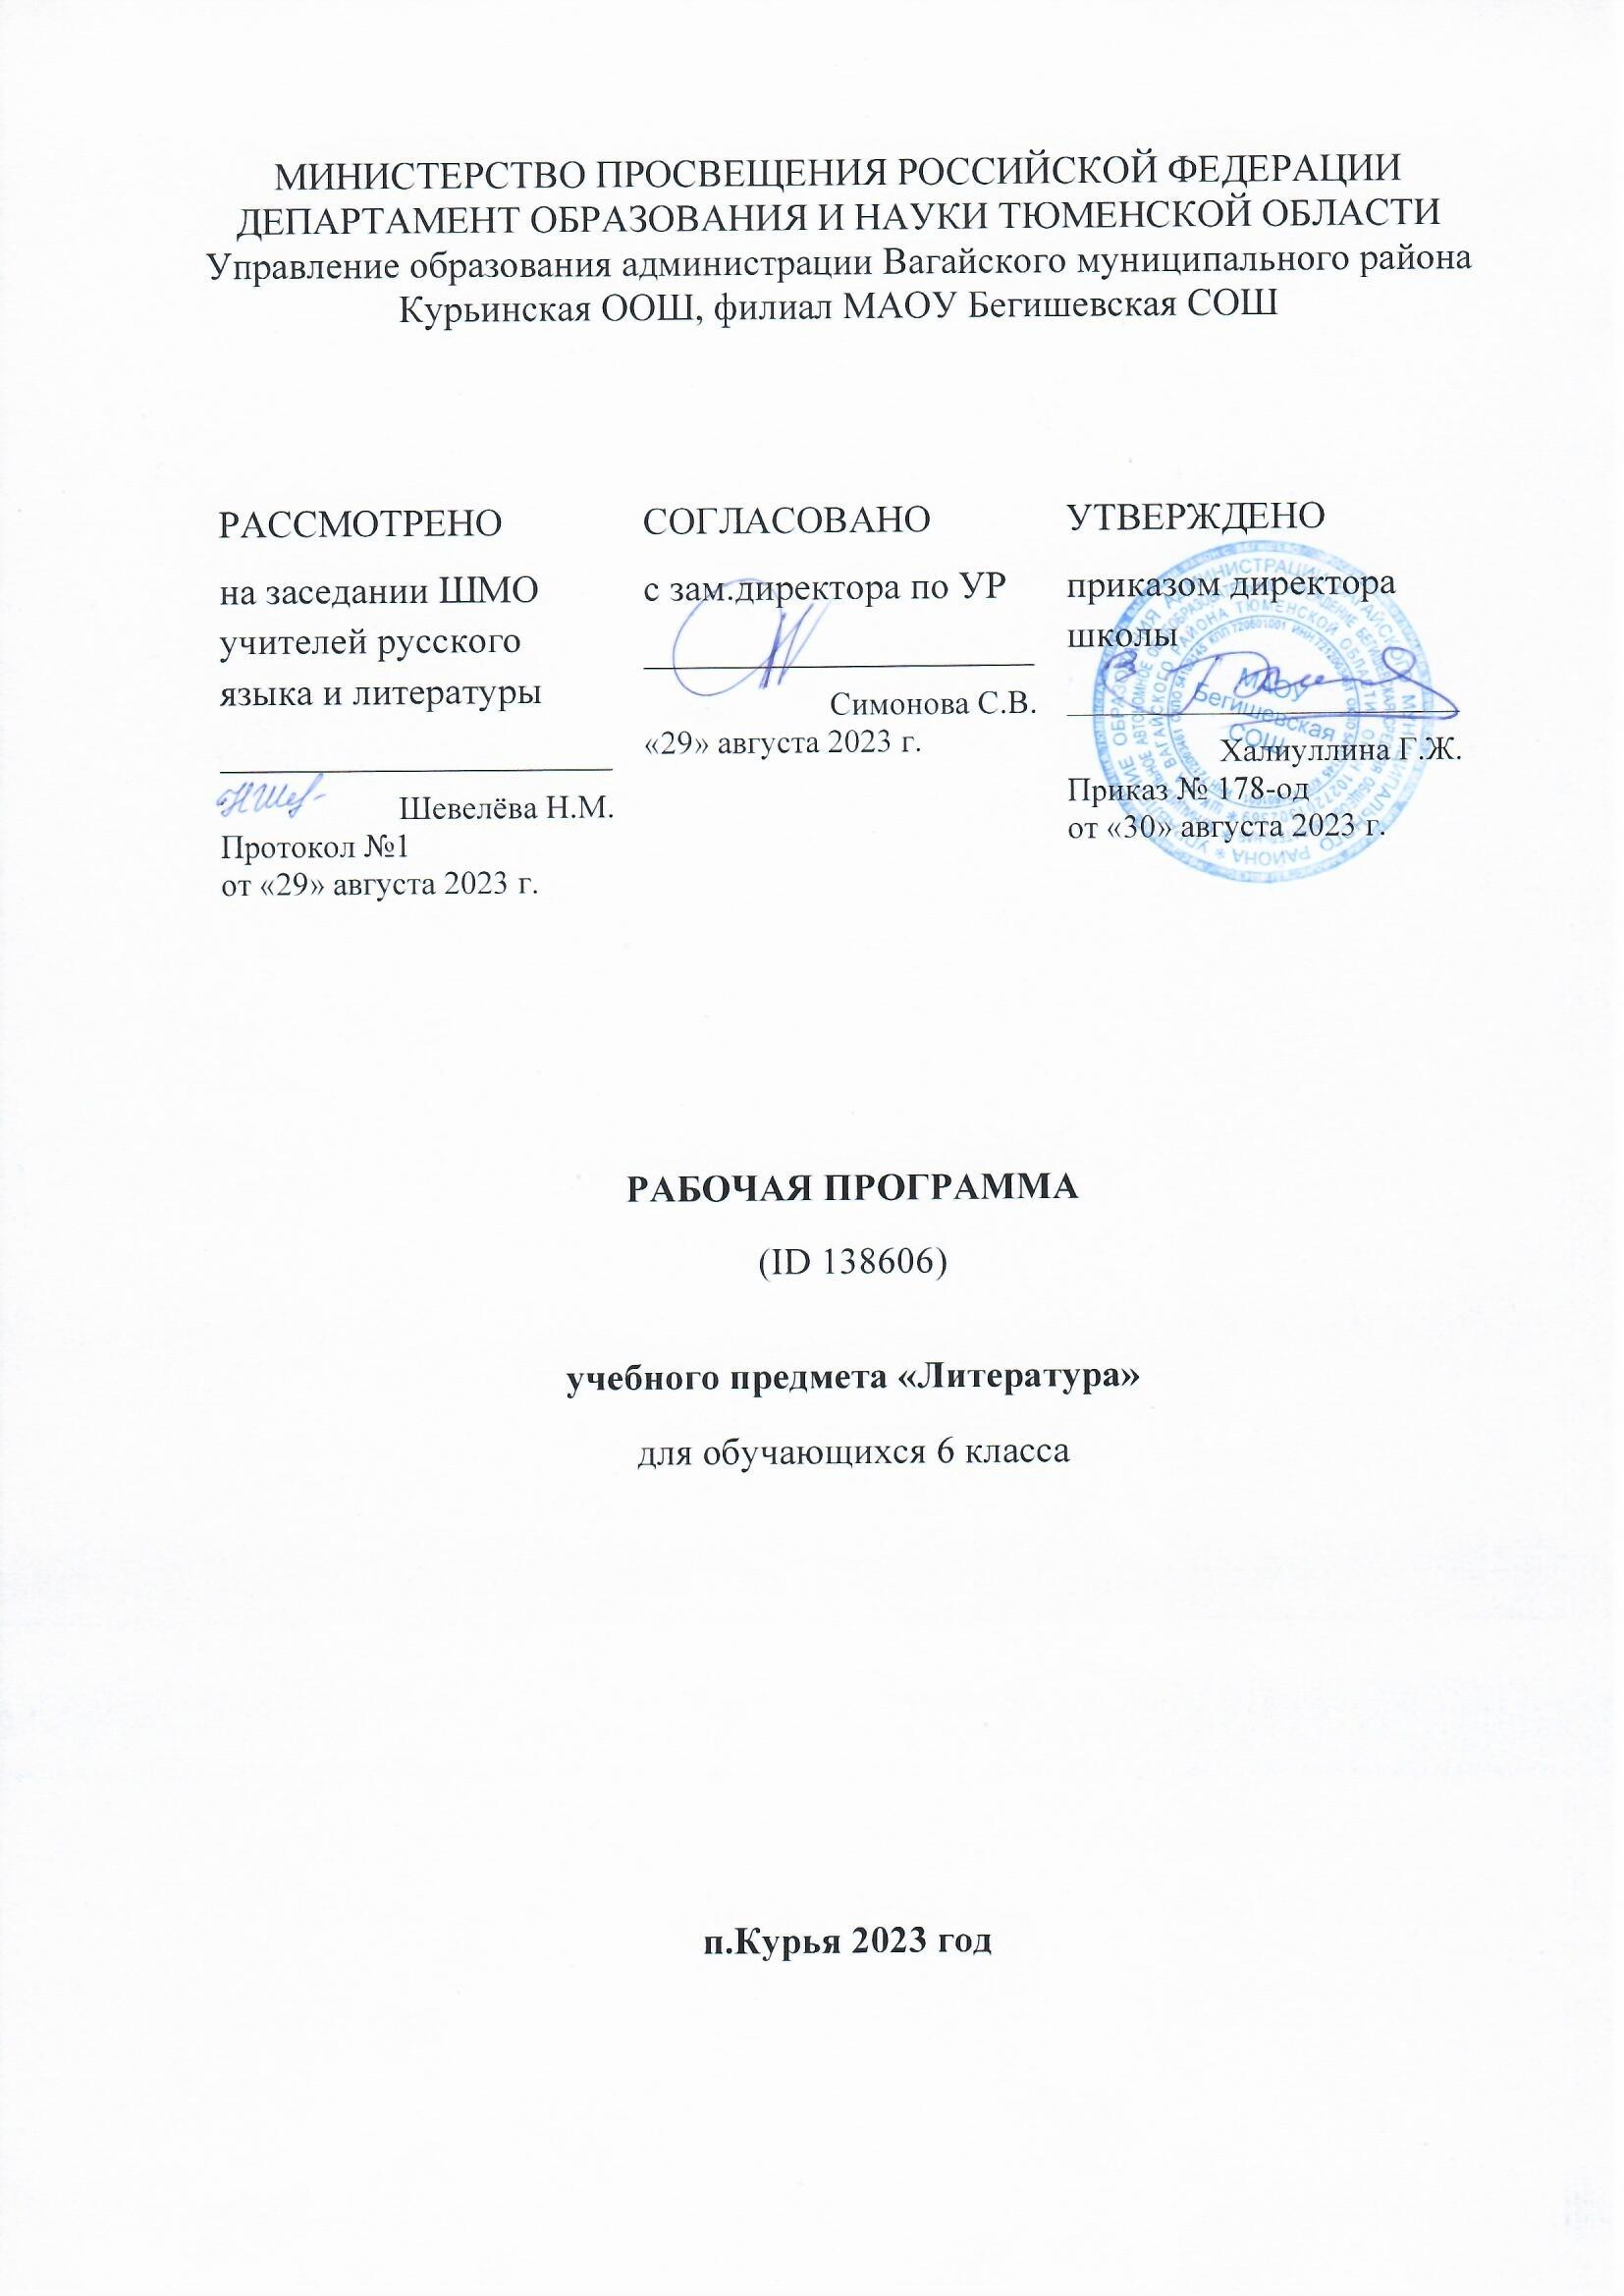 МИНИСТЕРСТВО ПРОСВЕЩЕНИЯ РОССИЙСКОЙ ФЕДЕРАЦИИ
ДЕПАРТАМЕНТ ОБРАЗОВАНИЯ И НАУКИ ТЮМЕНСКОЙ ОБЛАСТИ
Управление образования администрации Вагайского муниципального района
Курьинская ООШ, филиал МАОУ Бегишевская СОШ
РАССМОТРЕНО
на заседании ШМО
учителей русского
языка и литературы
Шевелёва Н.М.
Протокол №1
от «29» августа 2023 г.
СОГЛАСОВАНО
с зам.директора по УР
Симонова С.В.
«29» августа 2023 г.
УТВЕРЖДЕНО
приказом директора
школы
Халиуллина Г.Ж.
Приказ № 178-од
от «30» августа 2023 г.
МАОУ
Бегишевская
СОШ
РАБОЧАЯ ПРОГРАММА
(ID 138606)
учебного предмета «Литература»
для обучающихся 6 класса
п.Курья 2023 год